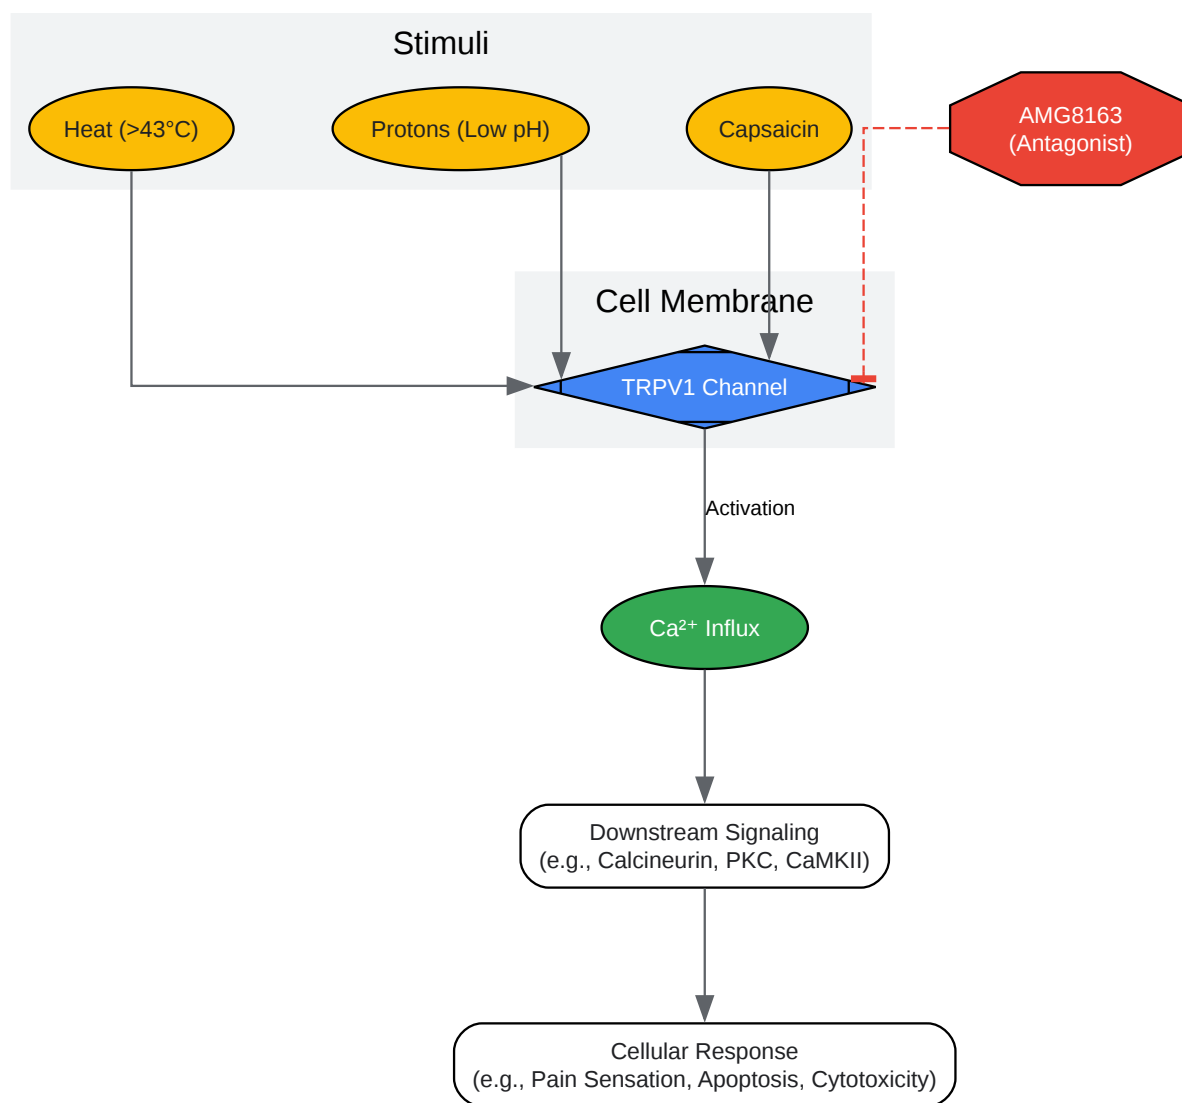 Stimuli
Heat (>43°C)
Protons (Low pH)
Capsaicin
AMG8163
(Antagonist)
Cell Membrane
TRPV1 Channel
Activation
Ca²⁺ Influx
Downstream Signaling
(e.g., Calcineurin, PKC, CaMKII)
Cellular Response
(e.g., Pain Sensation, Apoptosis, Cytotoxicity)